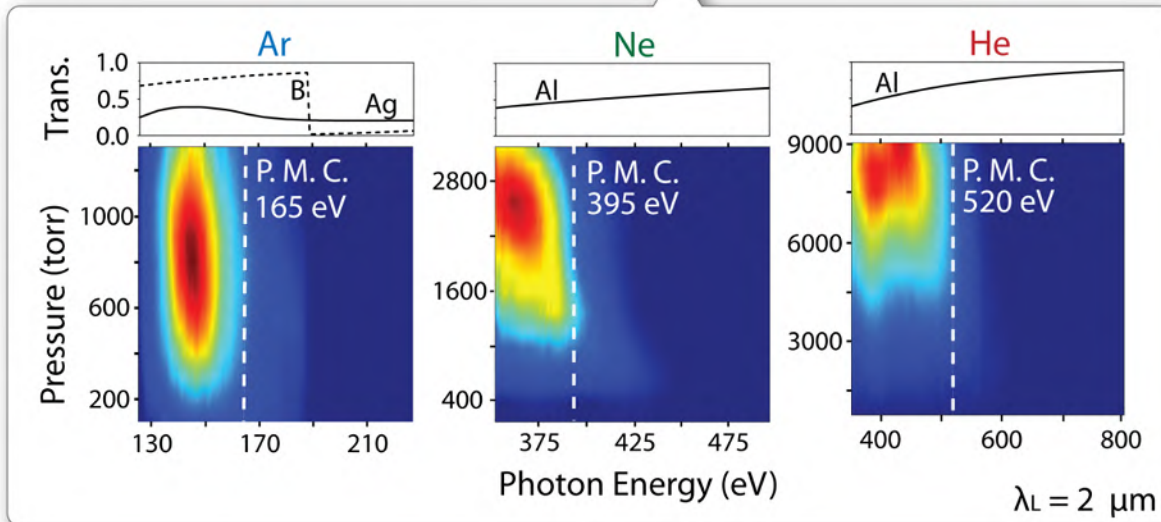 Ar Ne He
Trans.
1.0
0.5
0.0
B
Ag
Al
Al
Pressure (torr)
1000
600
200
P. M. C.
165 eV
130 170 210
2800
1600
400
P. M. C.
395 eV
375 425 475
9000
6000
3000
P. M. C.
520 eV
400 600 800
Photon Energy (eV)
λL = 2 μm